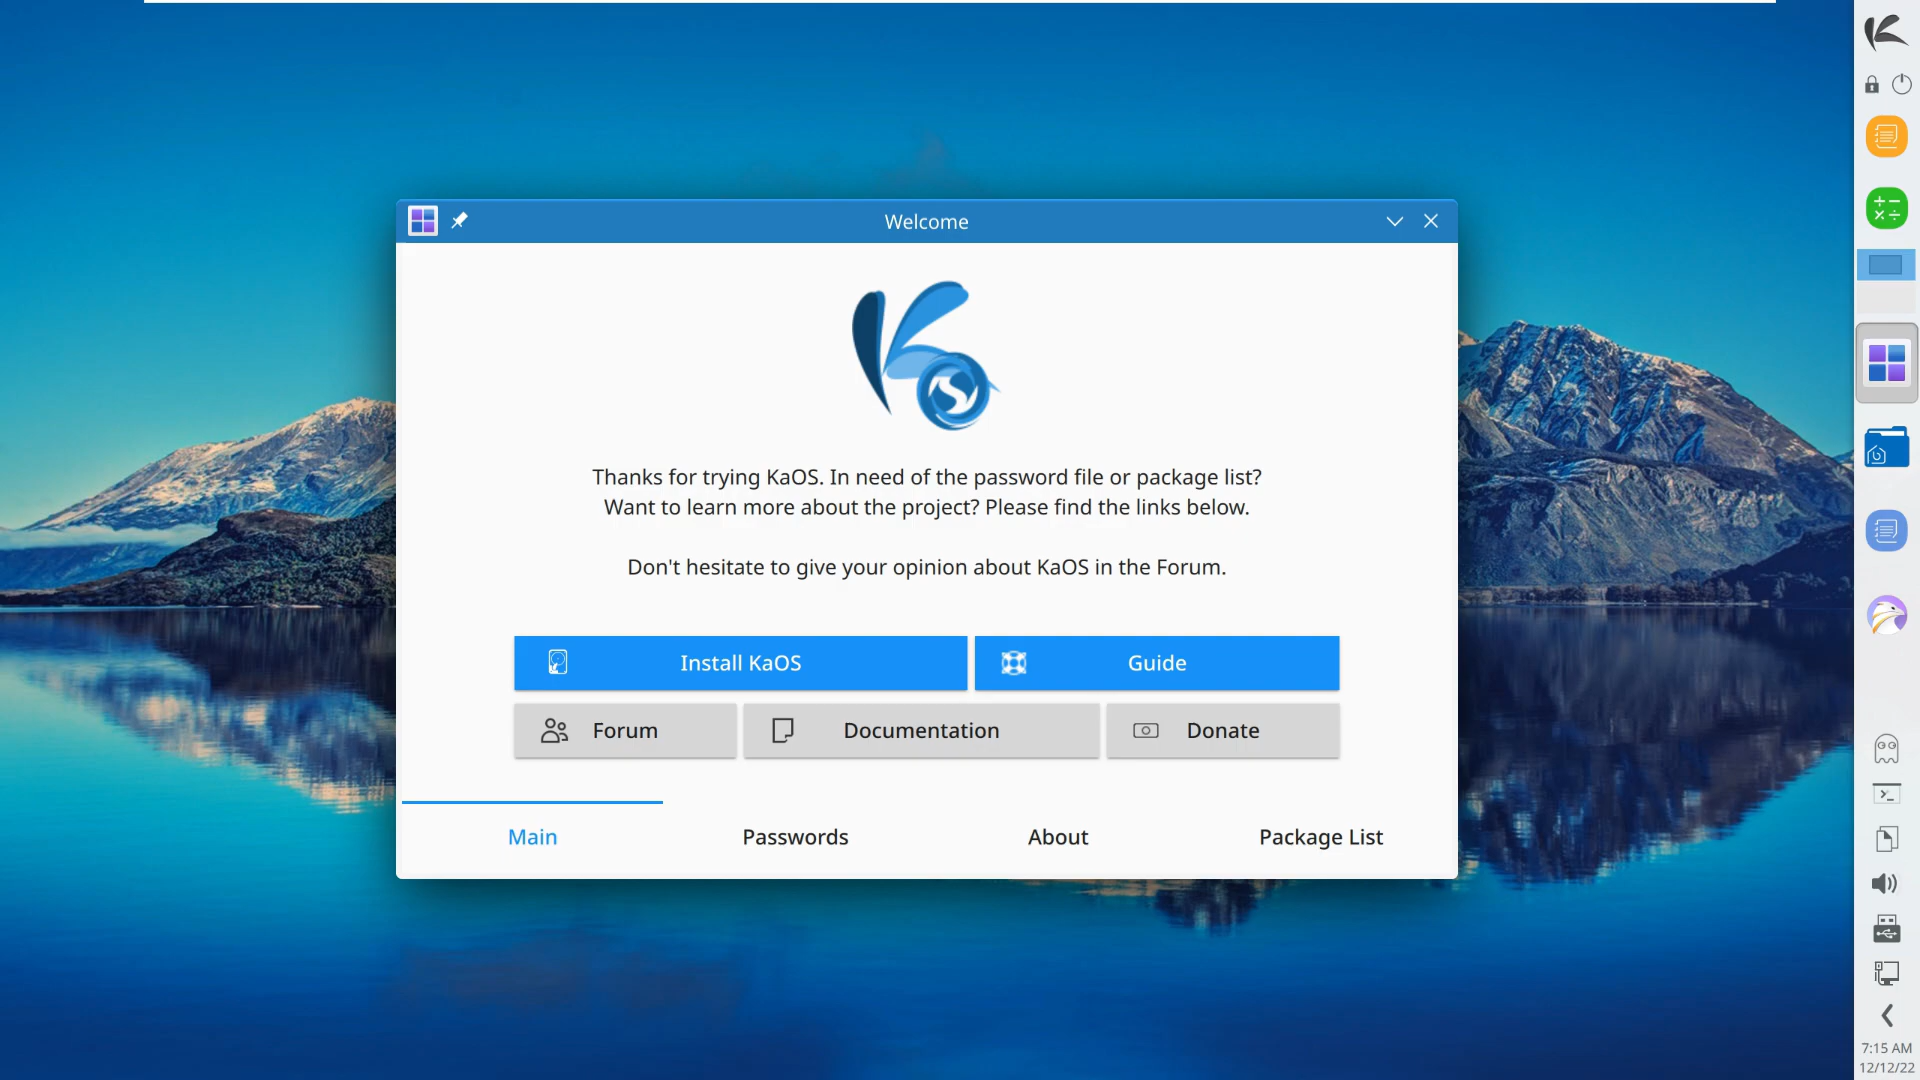 Welcome
Thanks for trying KaOS. In need of the password file or package list?
Want to learn more about the project? Please find the links below.
Don't hesitate to give your opinion about KaOS in the Forum.
Install KaOS
Guide
Forum
Documentation
Donate
Main
Passwords
About
Package List
7:15 AM
12/12/22